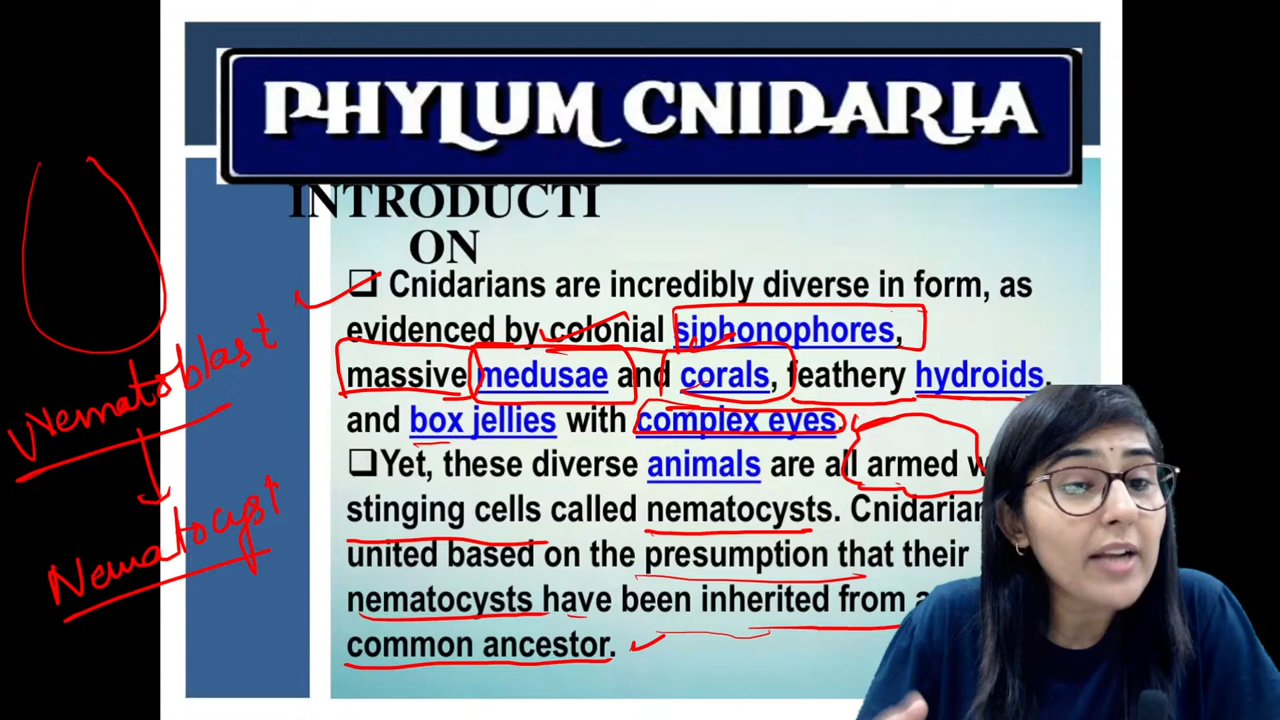 PHYLUM CNIDARIA
INTRODUCTI
ON
❑ Cnidarians are incredibly diverse in form, as
evidenced by colonial siphonophores,
massive medusae and corals, feathery hydroids,
and box jellies with complex eyes.
❑Yet, these diverse animals are all armed
stinging cells called nematocysts. Cnidarian
united based on the presumption that their
nematocysts have been inherited from a
common ancestor.
Nematoblast
Nematocyst